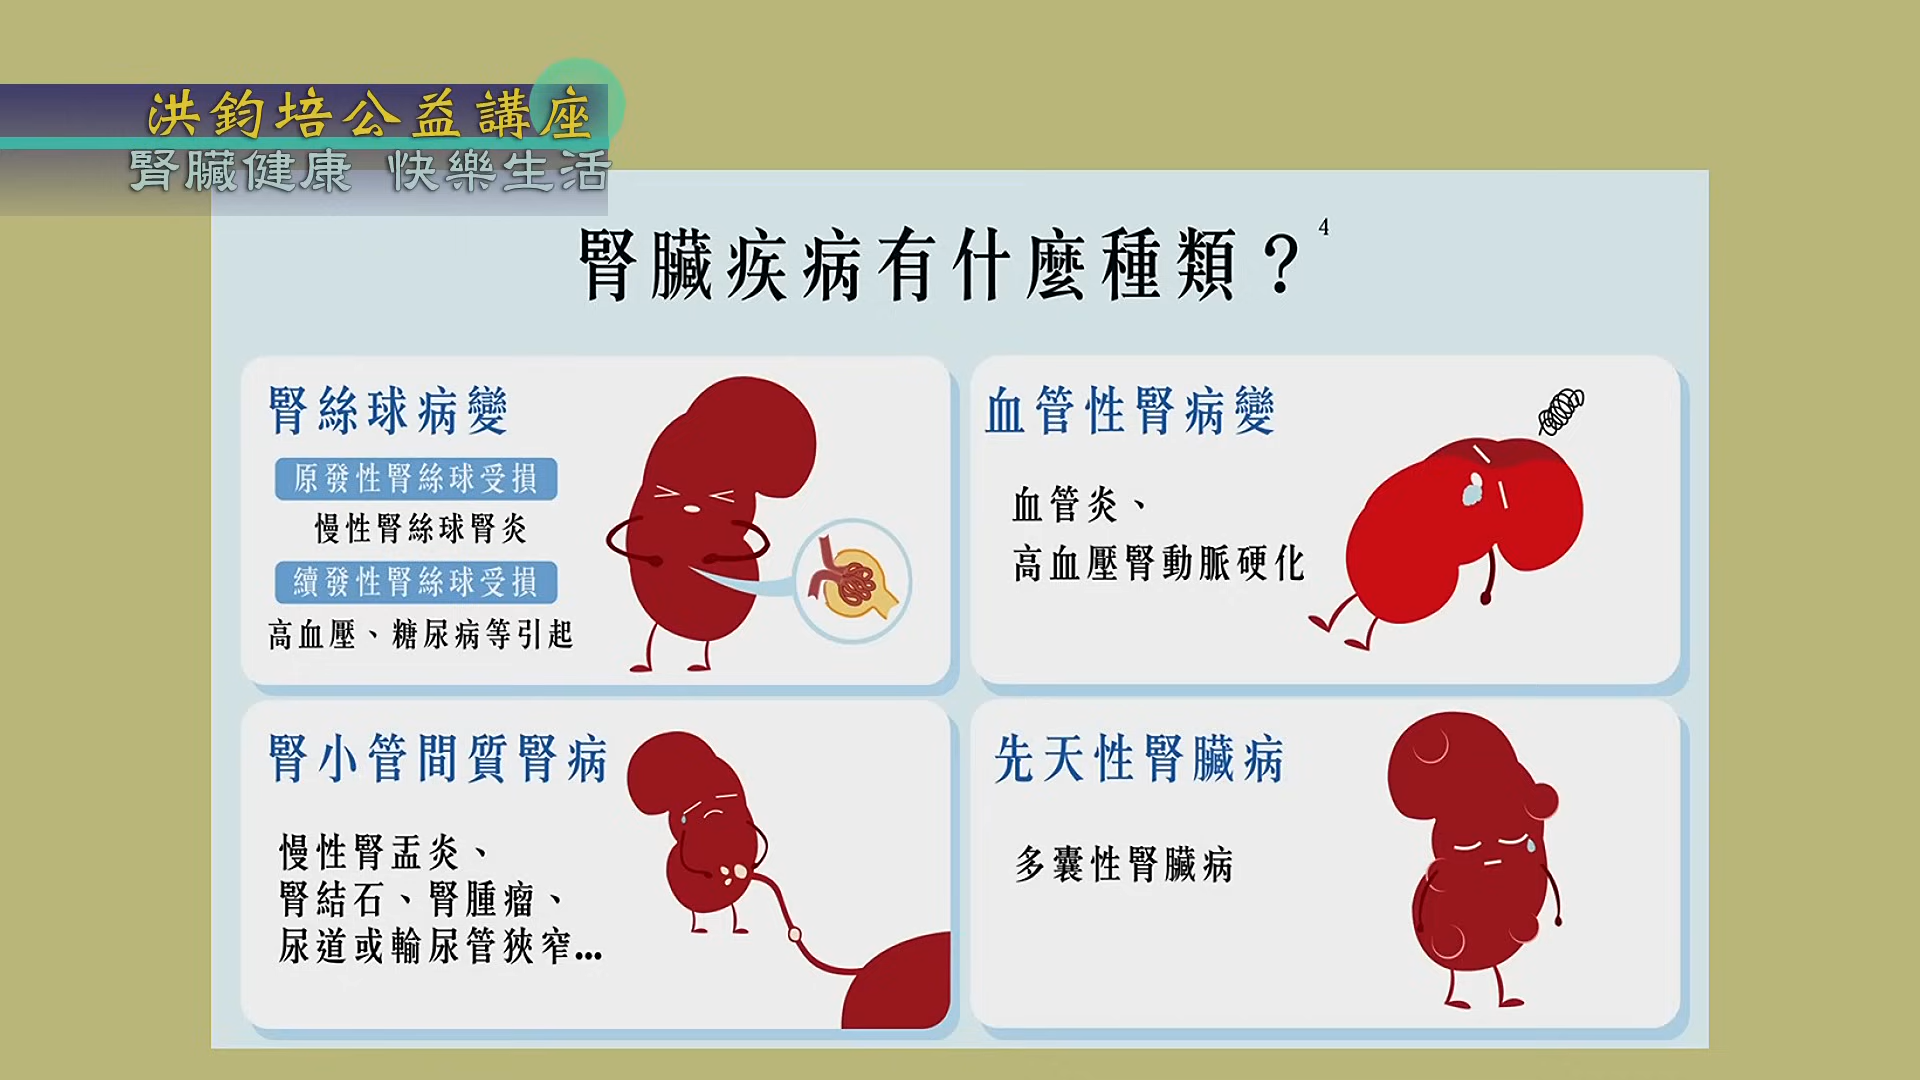 洪鈞培公益講座
腎臟健康 快樂生活
腎臟疾病有什麼種類？4
腎絲球病變
原發性腎絲球受損
慢性腎絲球腎炎
續發性腎絲球受損
高血壓、糖尿病等引起
血管性腎病變
血管炎、
高血壓腎動脈硬化
腎小管間質腎病
慢性腎盂炎、
腎結石、腎腫瘤、
尿道或輸尿管狹窄...
先天性腎臟病
多囊性腎臟病